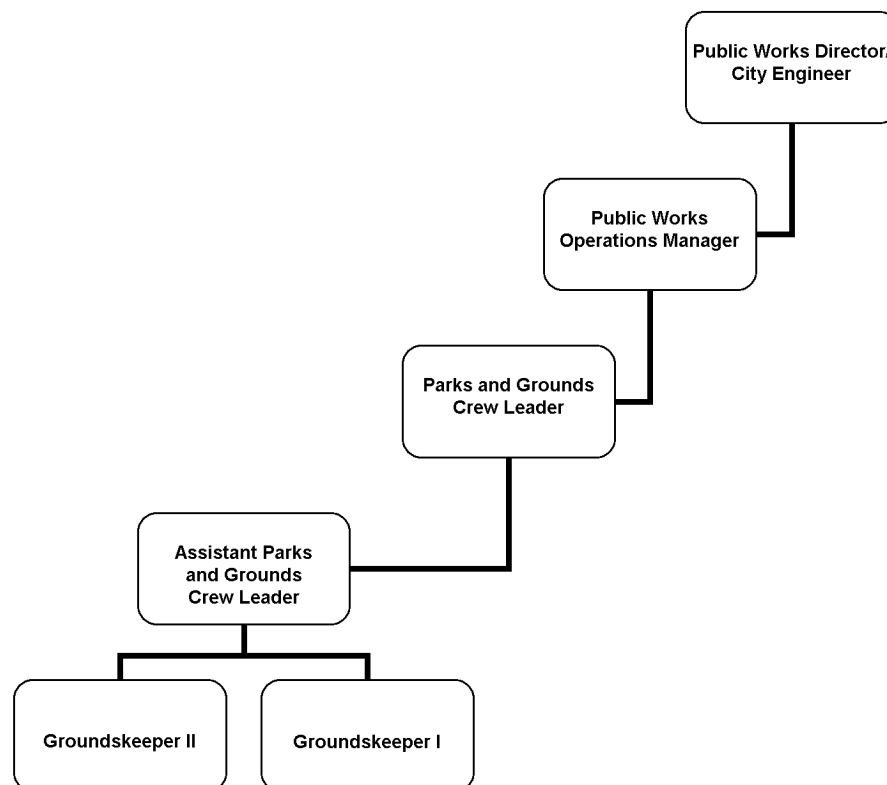 Public Works Director/
City Engineer
Public Works
Operations Manager
Parks and Grounds
Crew Leader
Assistant Parks
and Grounds
Crew Leader
Groundskeeper II
Groundskeeper I